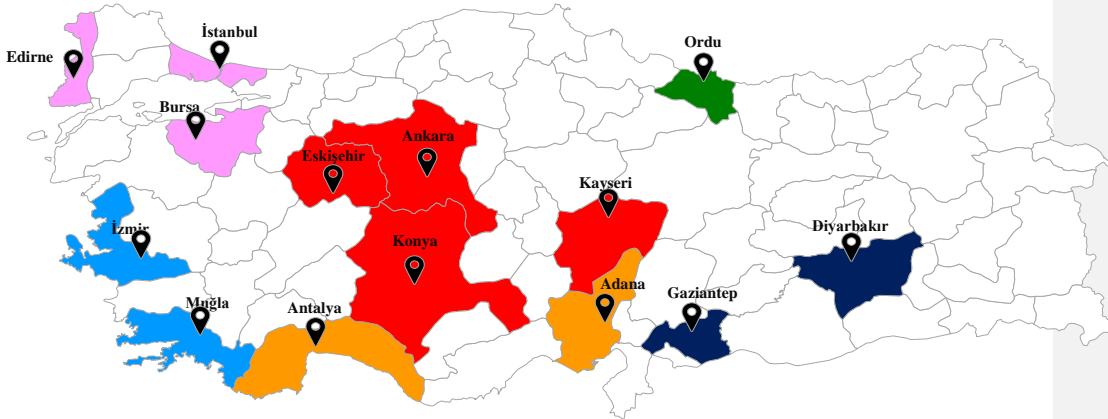 İstanbul
Ordu
Edirne
Bursa
Ankara
Eskişehir
Kayseri
Diyarbakır
İzmir
Konya
Adana
Gaziantep
Muğla
Antalya